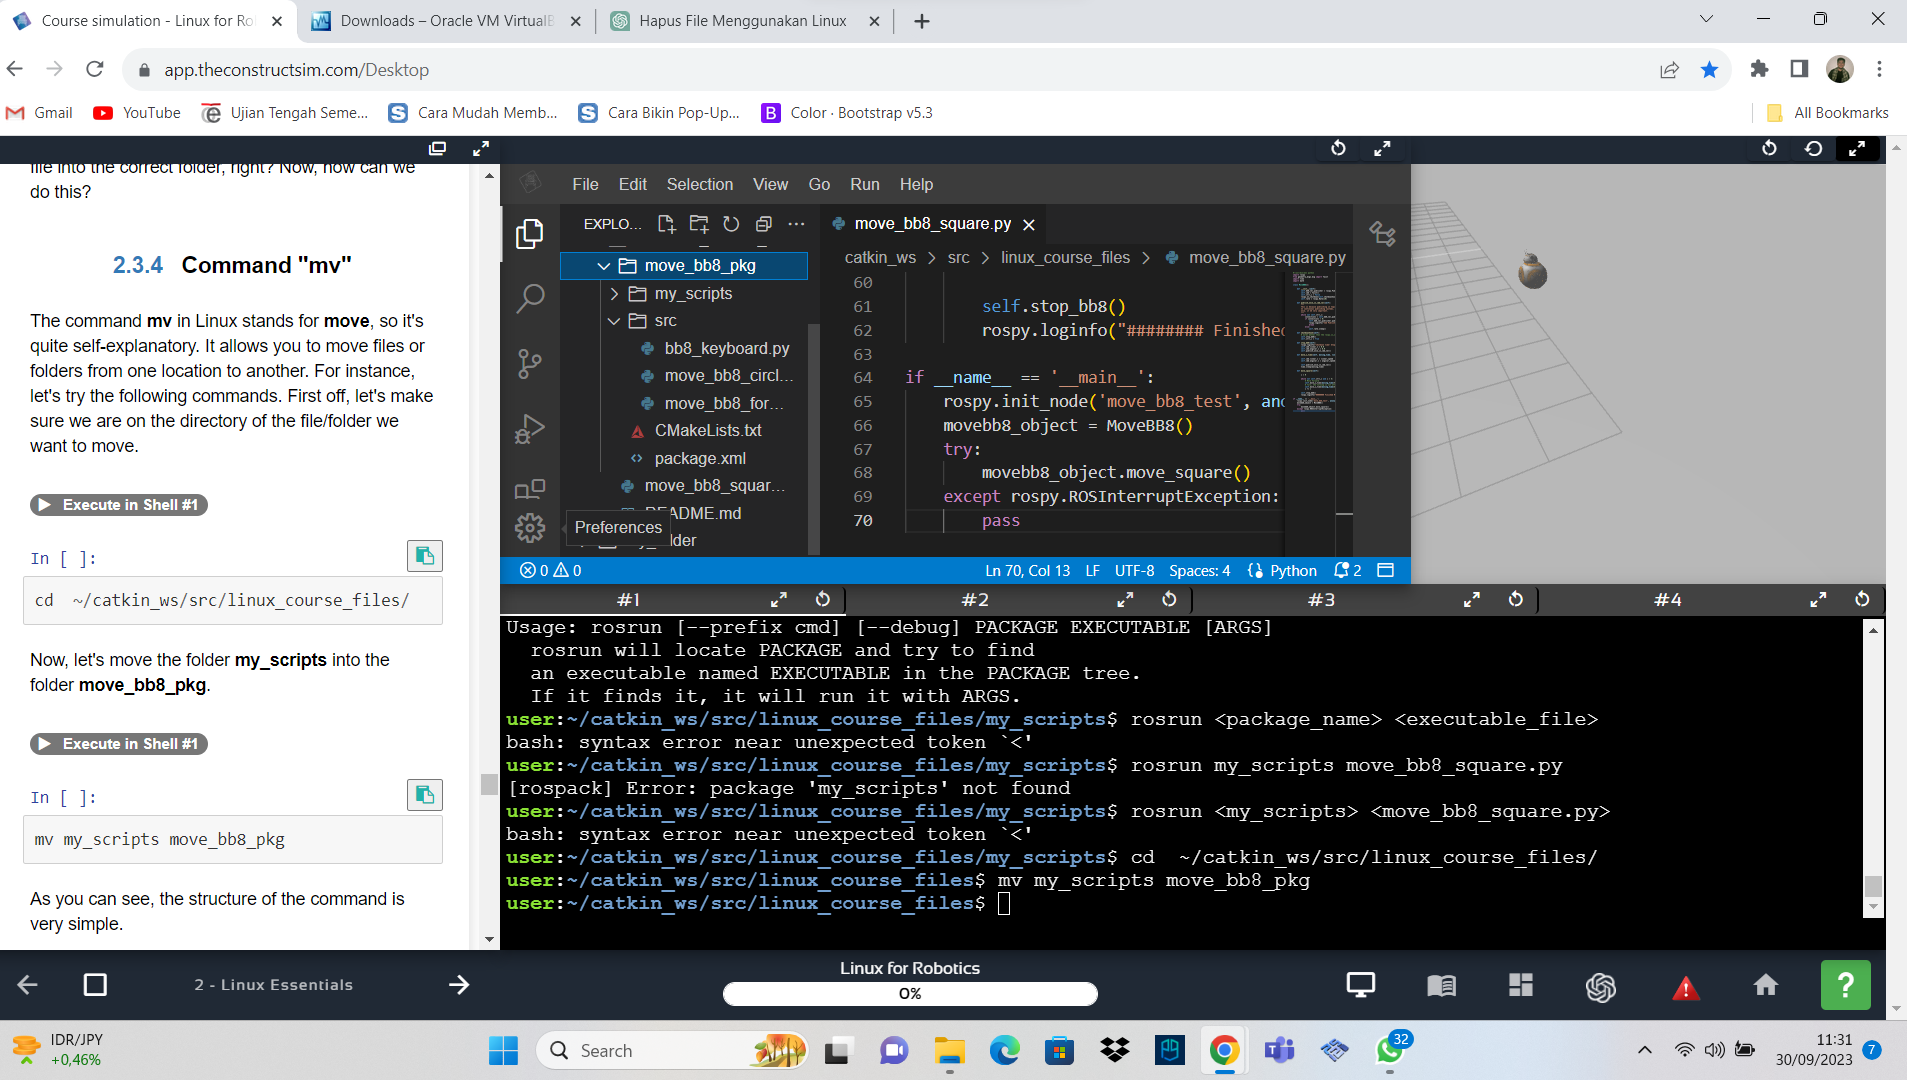 Course simulation - Linux for Ro
Downloads – Oracle VM VirtualB
Hapus File Menggunakan Linux
app.theconstructsim.com/Desktop
Gmail
YouTube
Ujian Tengah Seme...
Cara Mudah Memb...
Cara Bikin Pop-Up...
B Color · Bootstrap v5.3
All Bookmarks
file into the correct folder, right? Now, how can we
do this?
2.3.4 Command "mv"
The command mv in Linux stands for move, so it's
quite self-explanatory. It allows you to move files or
folders from one location to another. For instance,
let's try the following commands. First off, let's make
sure we are on the directory of the file/folder we
want to move.
Execute in Shell #1
In [ ]:
cd  ~/catkin_ws/src/linux_course_files/
Now, let's move the folder my_scripts into the
folder move_bb8_pkg.
Execute in Shell #1
In [ ]:
mv my_scripts move_bb8_pkg
As you can see, the structure of the command is
very simple.
File Edit Selection View Go Run Help
EXPLO...
move_bb8_pkg
my_scripts
src
bb8_keyboard.py
move_bb8_circl...
move_bb8_for...
CMakeLists.txt
package.xml
move_bb8_squar...
README.md
Preferences
lder
move_bb8_square.py
catkin_ws > src > linux_course_files > move_bb8_square.py
60
61 self.stop_bb8()
62 rospy.loginfo("######## Finished
63
64 if __name__ == '__main__':
65 rospy.init_node('move_bb8_test', ano
66 movebb8_object = MoveBB8()
67 try:
68 movebb8_object.move_square()
69 except rospy.ROSInterruptException:
70 pass
0 0
Ln 70, Col 13 LF UTF-8 Spaces: 4 Python 2
#1
#2
#3
#4
Usage: rosrun [--prefix cmd] [--debug] PACKAGE EXECUTABLE [ARGS]
rosrun will locate PACKAGE and try to find
an executable named EXECUTABLE in the PACKAGE tree.
If it finds it, it will run it with ARGS.
user:~/catkin_ws/src/linux_course_files/my_scripts$ rosrun <package_name> <executable_file>
bash: syntax error near unexpected token `<'
user:~/catkin_ws/src/linux_course_files/my_scripts$ rosrun my_scripts move_bb8_square.py
[rospack] Error: package 'my_scripts' not found
user:~/catkin_ws/src/linux_course_files/my_scripts$ rosrun <my_scripts> <move_bb8_square.py>
bash: syntax error near unexpected token `<'
user:~/catkin_ws/src/linux_course_files/my_scripts$ cd  ~/catkin_ws/src/linux_course_files/
user:~/catkin_ws/src/linux_course_files$ mv my_scripts move_bb8_pkg
user:~/catkin_ws/src/linux_course_files$
2 - Linux Essentials
Linux for Robotics
0%
?
IDR/JPY
+0,46%
Search
32
11:31
30/09/2023
7